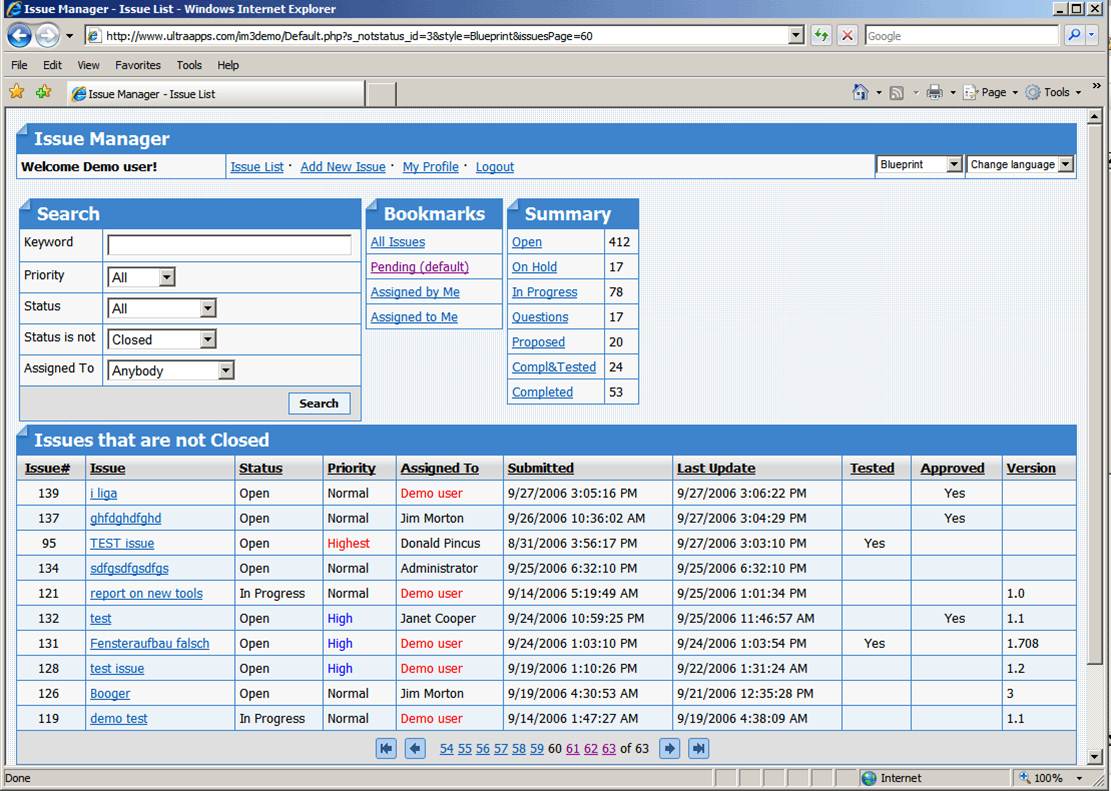 Issue Manager - Issue List - Windows Internet Explorer
http://www.ultraapps.com/im3demo/Default.php?s_notstatus_id=3&style=Blueprint&issuesPage=60
Google
File Edit View Favorites Tools Help
Issue Manager - Issue List
Page Tools
Issue Manager
Welcome Demo user! Issue List · Add New Issue · My Profile · Logout Blueprint Change language
Search
Keyword
Priority All
Status All
Status is not Closed
Assigned To Anybody
Search
Bookmarks
All Issues
Pending (default)
Assigned by Me
Assigned to Me
Summary
Open 412
On Hold 17
In Progress 78
Questions 17
Proposed 20
Compl&Tested 24
Completed 53
Issues that are not Closed
Issue# Issue Status Priority Assigned To Submitted Last Update Tested Approved Version
139 i liga Open Normal Demo user 9/27/2006 3:05:16 PM 9/27/2006 3:06:22 PM Yes
137 ghfdghdfghd Open Normal Jim Morton 9/26/2006 10:36:02 AM 9/27/2006 3:04:29 PM Yes
95 TEST issue Open Highest Donald Pincus 8/31/2006 3:56:17 PM 9/27/2006 3:03:10 PM Yes
134 sdfgsdfgsdfgs Open Normal Administrator 9/25/2006 6:32:10 PM 9/25/2006 6:32:10 PM
121 report on new tools In Progress Normal Demo user 9/14/2006 5:19:49 AM 9/25/2006 1:01:34 PM 1.0
132 test Open High Janet Cooper 9/24/2006 10:59:25 PM 9/25/2006 11:46:57 AM Yes 1.1
131 Fensteraufbau falsch Open High Demo user 9/24/2006 1:03:10 PM 9/24/2006 1:03:54 PM Yes 1.708
128 test issue Open High Demo user 9/19/2006 1:10:26 PM 9/22/2006 1:31:24 AM 1.2
126 Booger Open Normal Jim Morton 9/19/2006 4:30:53 AM 9/21/2006 12:35:28 PM 3
119 demo test In Progress Normal Demo user 9/14/2006 1:47:27 AM 9/19/2006 4:38:09 AM 1.1
54 55 56 57 58 59 60 61 62 63 of 63
Done Internet 100%